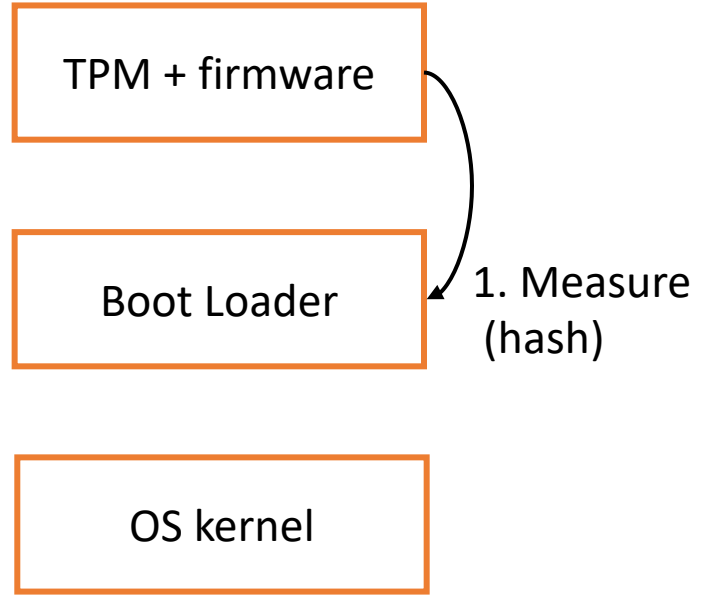 TPM + firmware
Boot Loader
1. Measure
(hash)
OS kernel